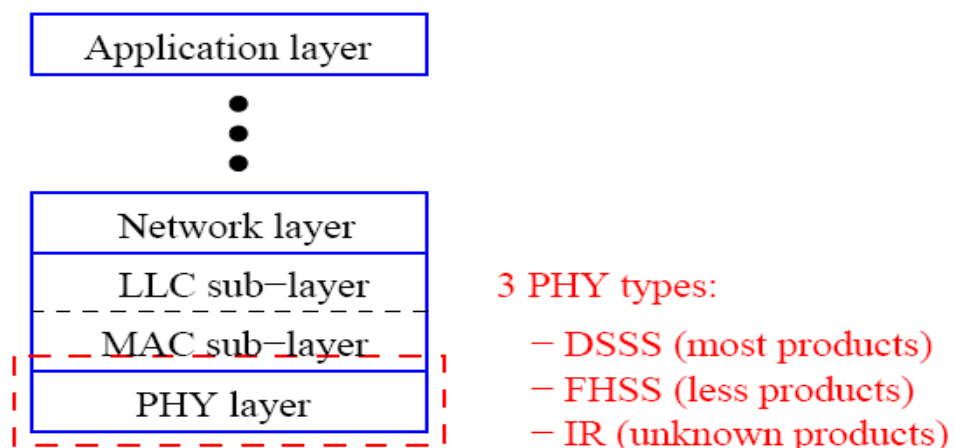 Application layer
Network layer
LLC sub−layer
MAC sub−layer
PHY layer
3 PHY types:
− DSSS (most products)
− FHSS (less products)
− IR (unknown products)